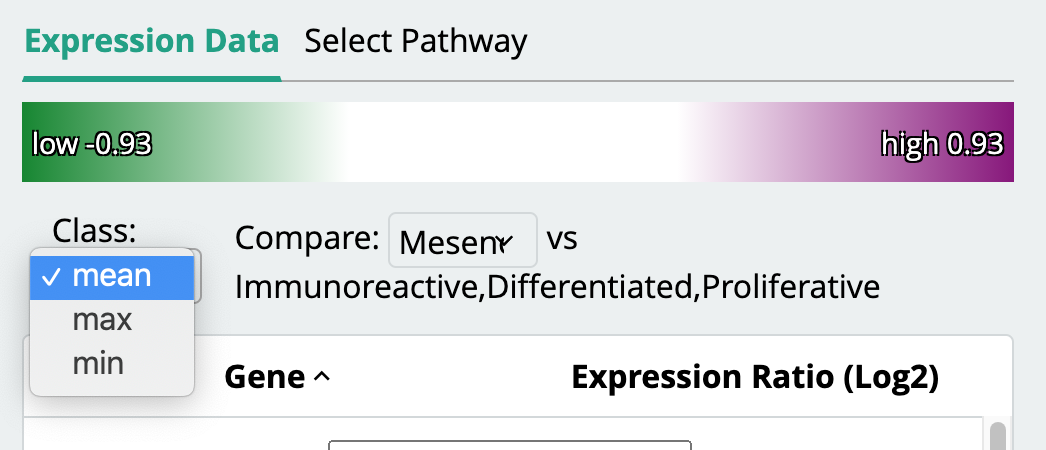 Expression Data Select Pathway
low -0.93 high 0.93
Class:
Compare: vs
mean
Immunoreactive,Differentiated,Proliferative
max
min
Gene Expression Ratio (Log2)